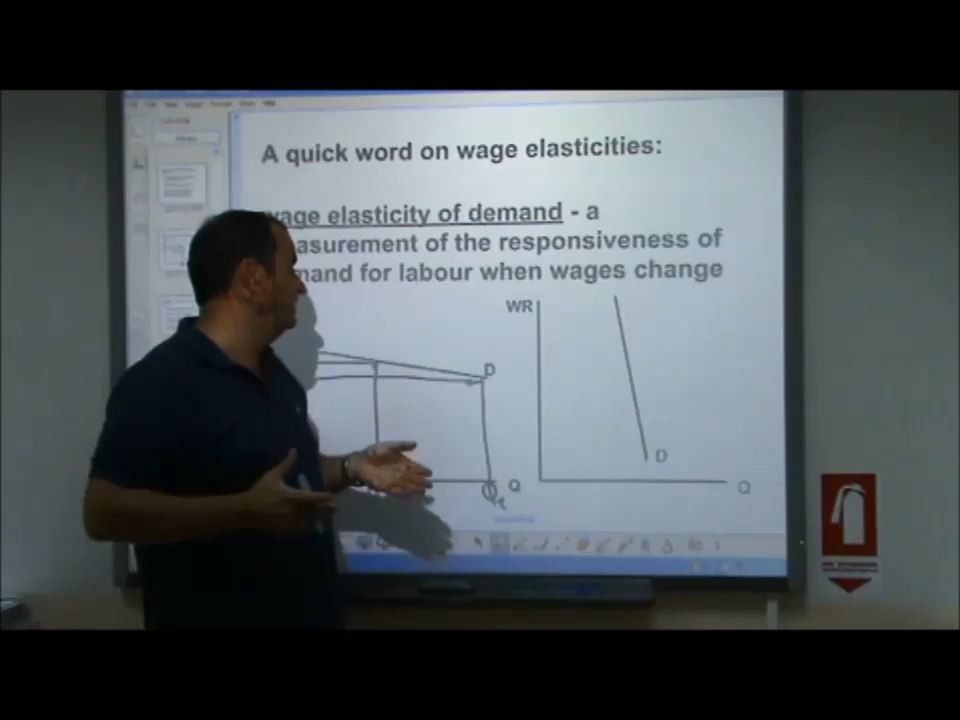 A quick word on wage elasticities:
wage elasticity of demand - a
asurement of the responsiveness of
mand for labour when wages change
WR
D
D
Q
Q